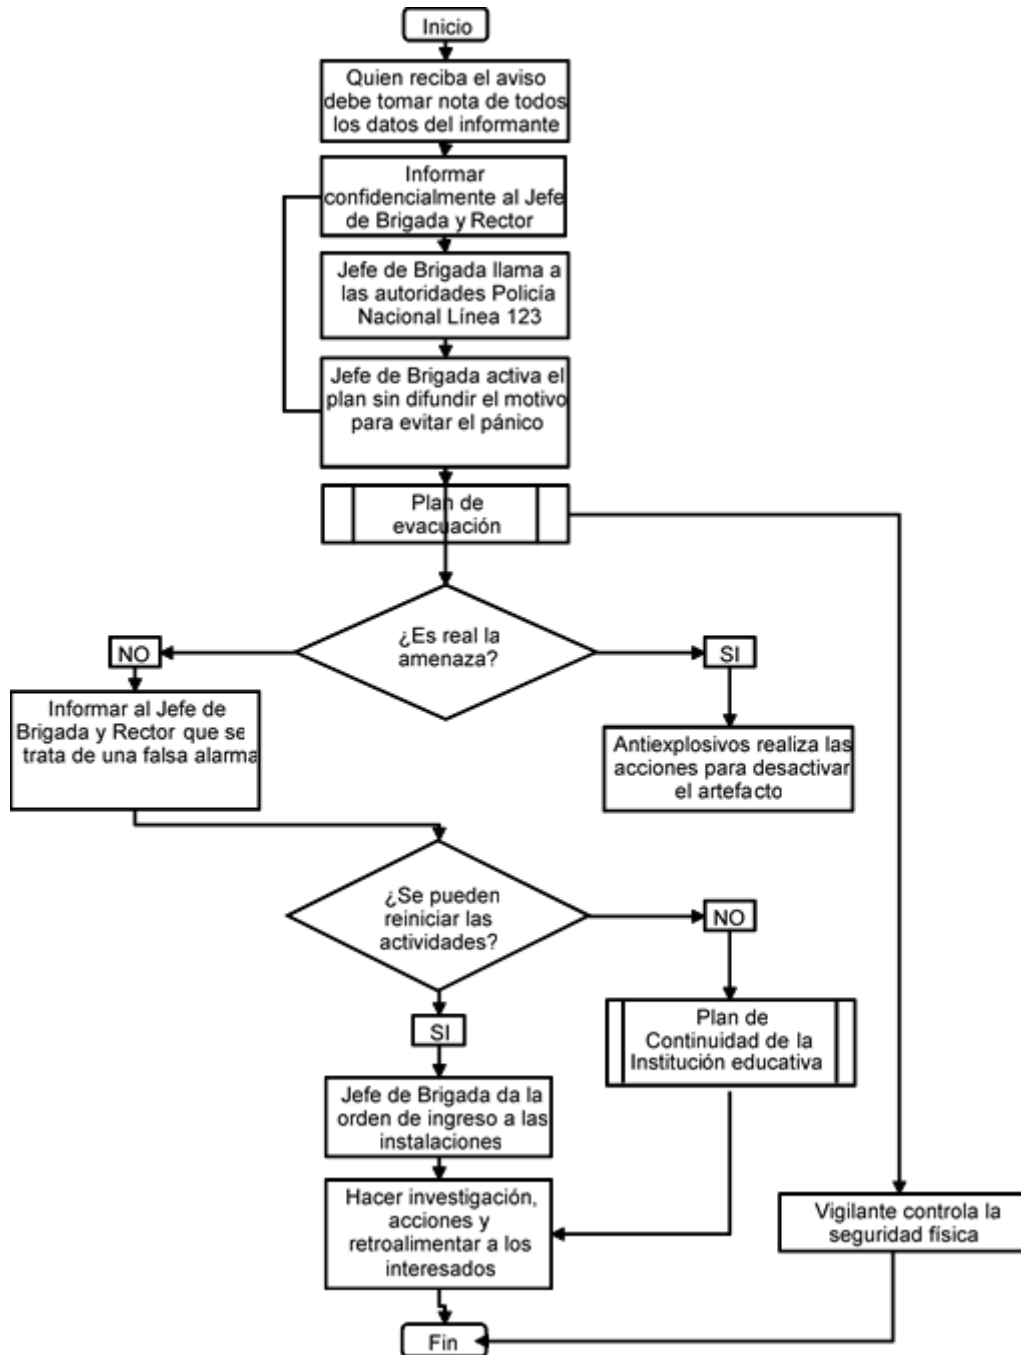 Inicio
Quien reciba el aviso
debe tomar nota de todos
los datos del informante
Informar
confidencialmente al Jefe
de Brigada y Rector
Jefe de Brigada llama a
las autoridades Policía
Nacional Línea 123
Jefe de Brigada activa el
plan sin difundir el motivo
para evitar el pánico
Plan de
evacuación
¿Es real la
amenaza?
NO
SI
Informar al Jefe de
Brigada y Rector que se
trata de una falsa alarma
Antiexplosivos realiza las
acciones para desactivar
el artefacto
¿Se pueden
reiniciar las
actividades?
NO
SI
Plan de
Continuidad de la
Institución educativa
Jefe de Brigada da la
orden de ingreso a las
instalaciones
Hacer investigación,
acciones y
retroalimentar a los
interesados
Vigilante controla la
seguridad física
Fin